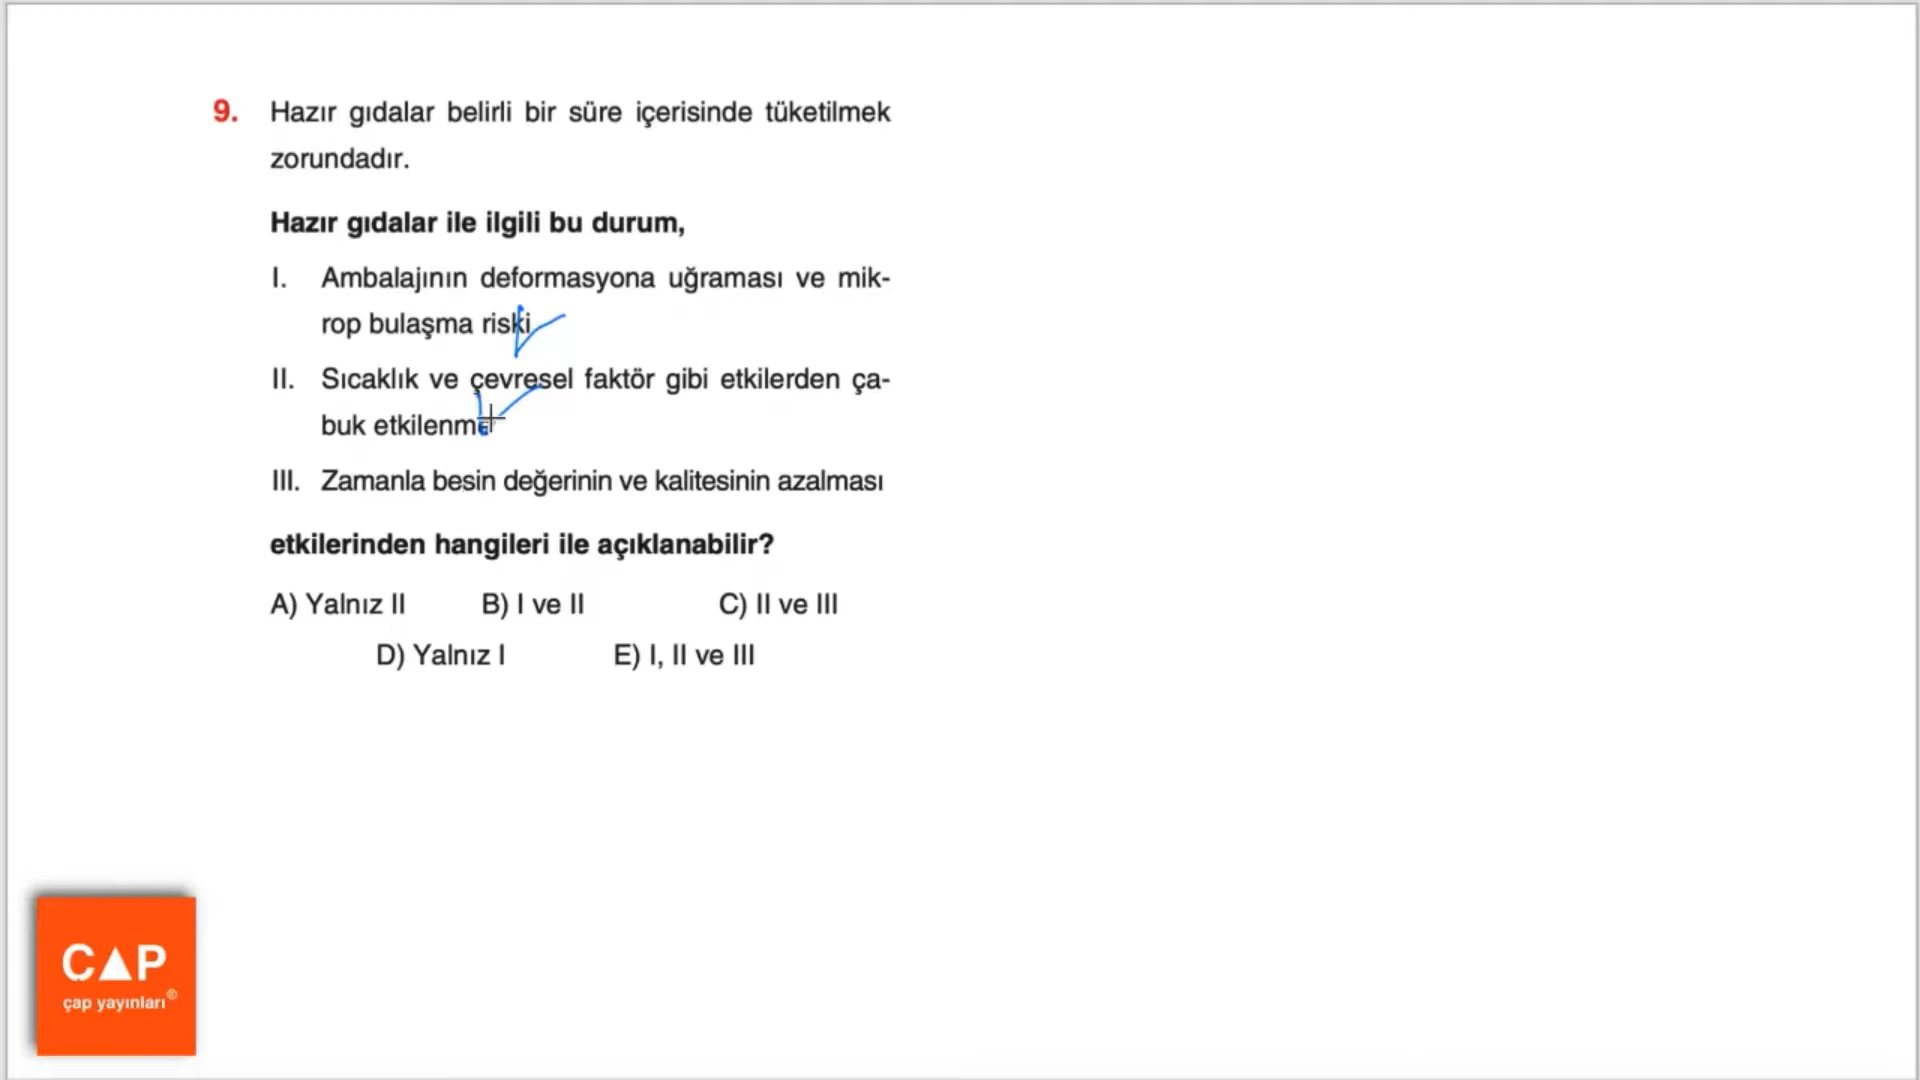 9. Hazır gıdalar belirli bir süre içerisinde tüketilmek
zorundadır.
Hazır gıdalar ile ilgili bu durum,
I. Ambalajının deformasyona uğraması ve mik-
rop bulaşma riski
II. Sıcaklık ve çevresel faktör gibi etkilerden ça-
buk etkilenme
III. Zamanla besin değerinin ve kalitesinin azalması
etkilerinden hangileri ile açıklanabilir?
A) Yalnız II B) I ve II C) II ve III
D) Yalnız I E) I, II ve III
CAP
çap yayınları®